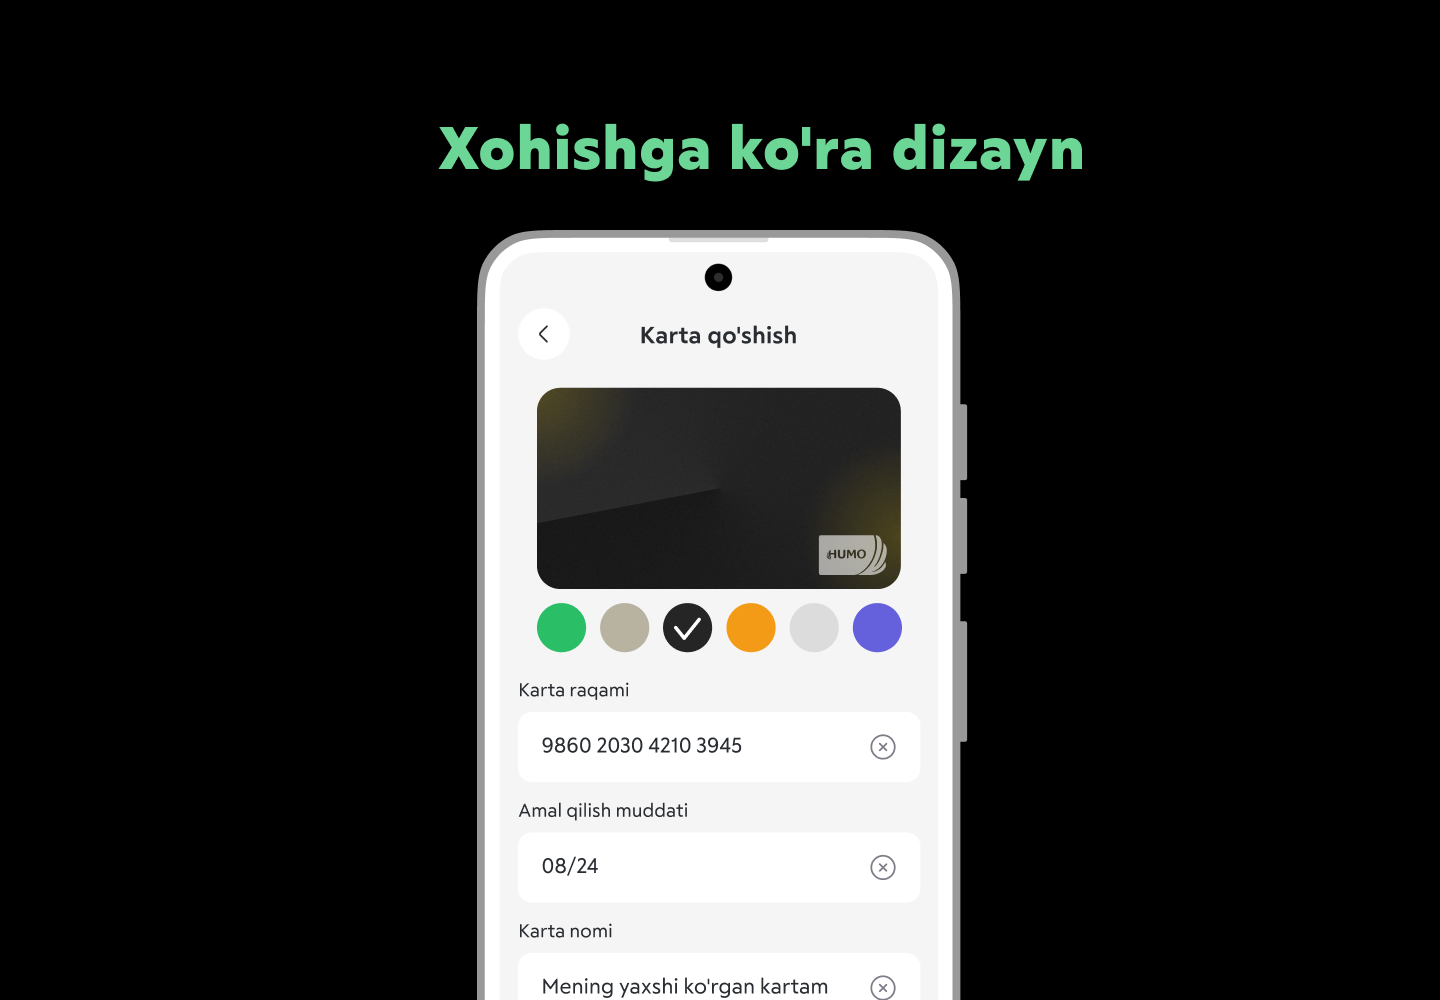 Xohishga ko'ra dizayn
Karta qo'shish
HUMO
Karta raqami
9860 2030 4210 3945
Amal qilish muddati
08/24
Karta nomi
Mening yaxshi ko'rgan kartam